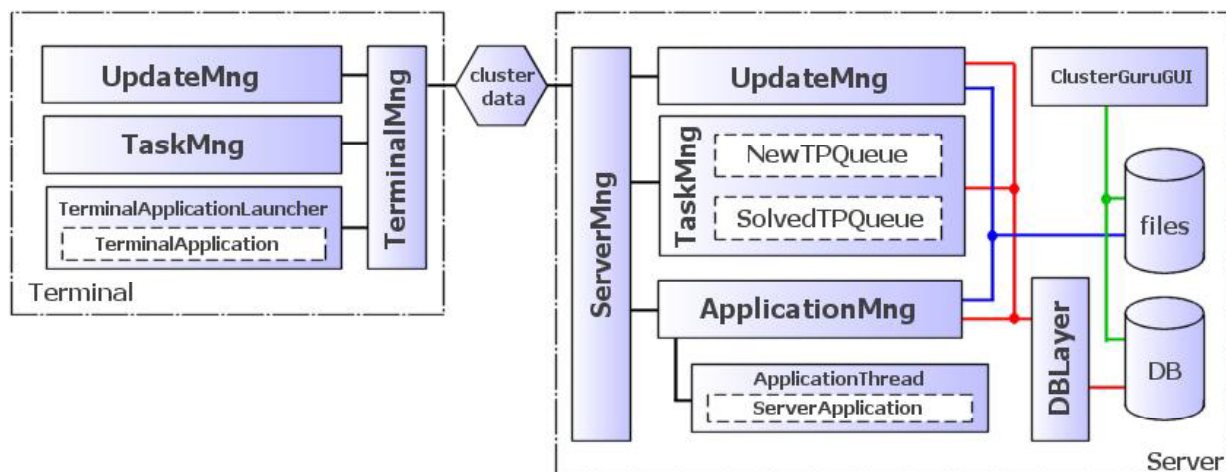 UpdateMng
TaskMng
TerminalApplicationLauncher
TerminalApplication
TerminalMng
Terminal
cluster
data
ServerMng
UpdateMng
TaskMng
NewTPQueue
SolvedTPQueue
ApplicationMng
ApplicationThread
ServerApplication
ClusterGuruGUI
files
DBLayer
DB
Server